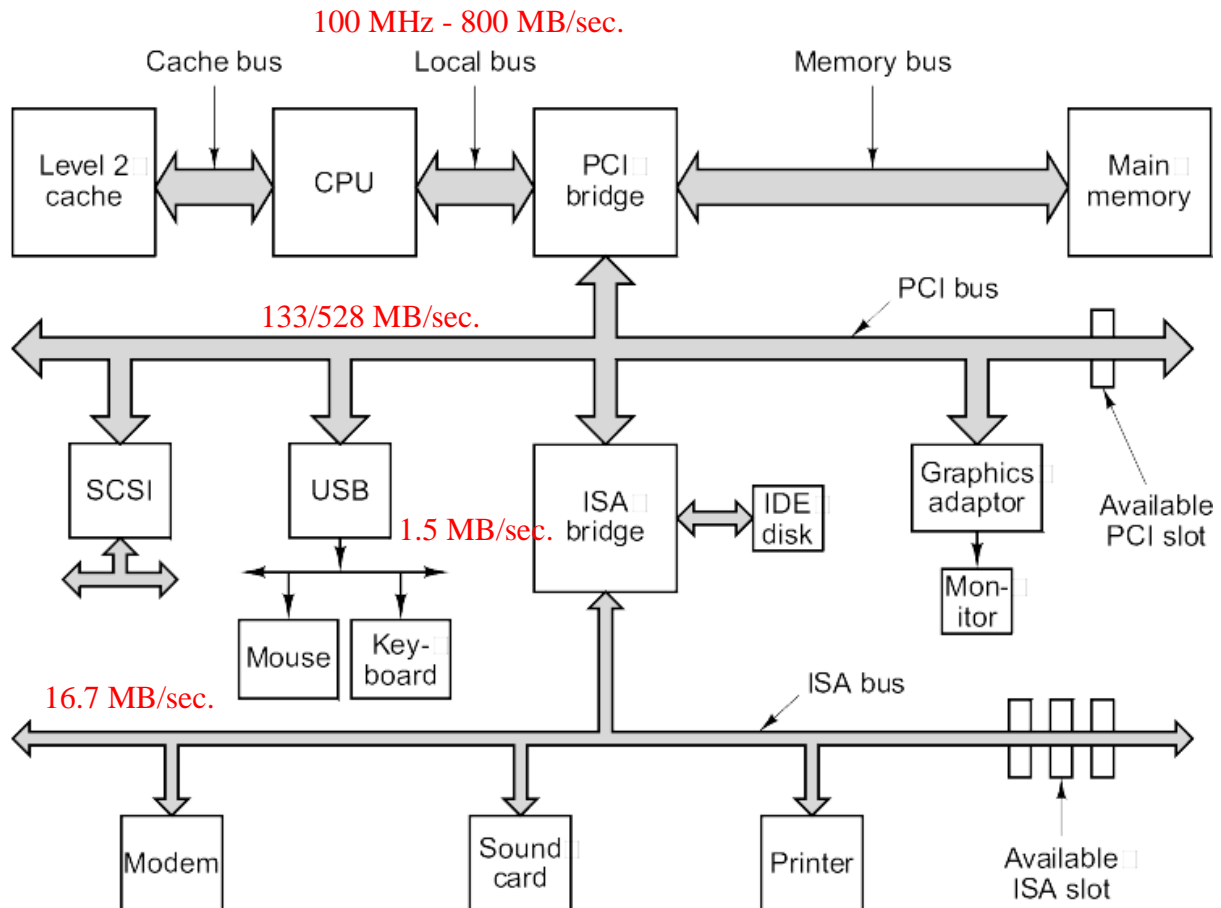 100 MHz - 800 MB/sec.
Cache bus
Local bus
Memory bus
Level 2
cache
CPU
PCI
bridge
Main
memory
PCI bus
133/528 MB/sec.
SCSI
USB
ISA
bridge
IDE
disk
Graphics
adaptor
Available
PCI slot
1.5 MB/sec.
Mon-
itor
Mouse
Key-
board
16.7 MB/sec.
ISA bus
Modem
Sound
card
Printer
Available
ISA slot